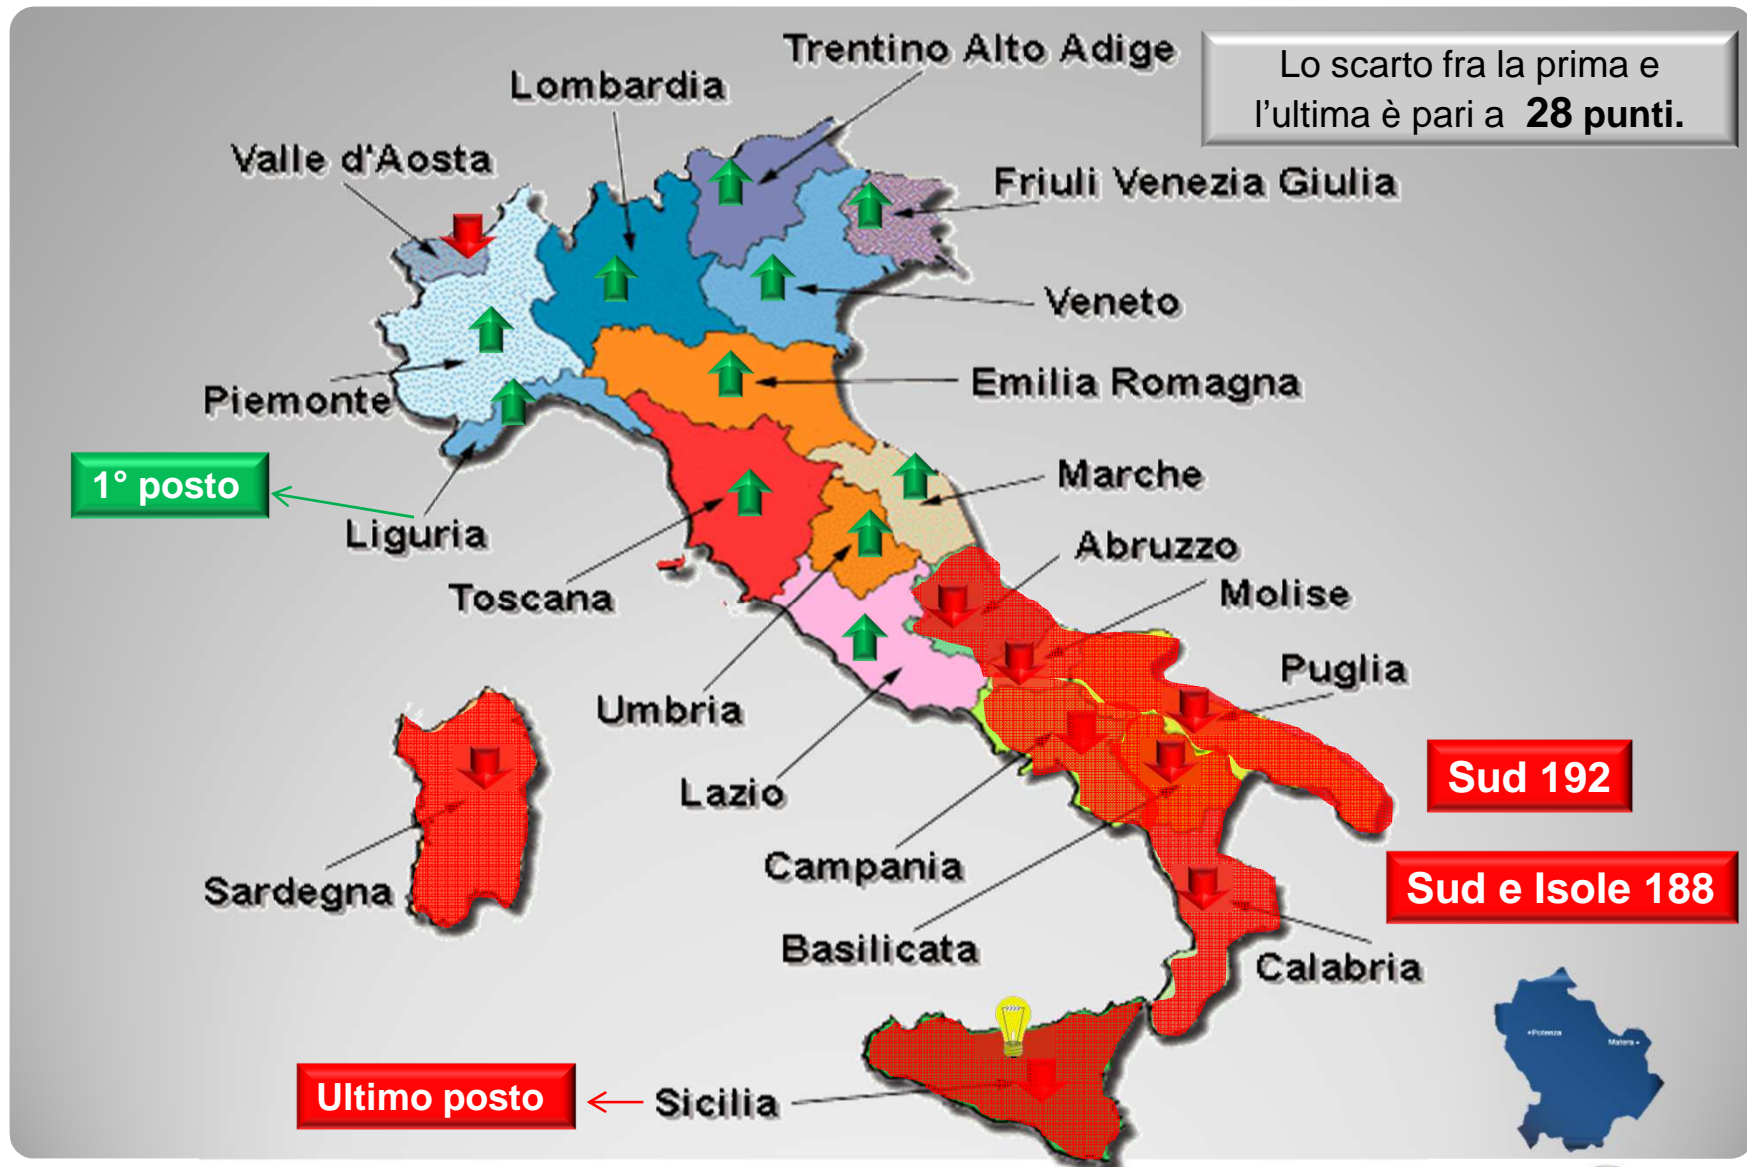 Trentino Alto Adige
Lo scarto fra la prima e
l'ultima è pari a 28 punti.
Lombardia
Valle d'Aosta
Friuli Venezia Giulia
Veneto
Piemonte
Emilia Romagna
1° posto
Marche
Liguria
Abruzzo
Toscana
Molise
Puglia
Umbria
Sud 192
Lazio
Campania
Sardegna
Sud e Isole 188
Basilicata
Calabria
Potenza
Matera
Ultimo posto
Sicilia